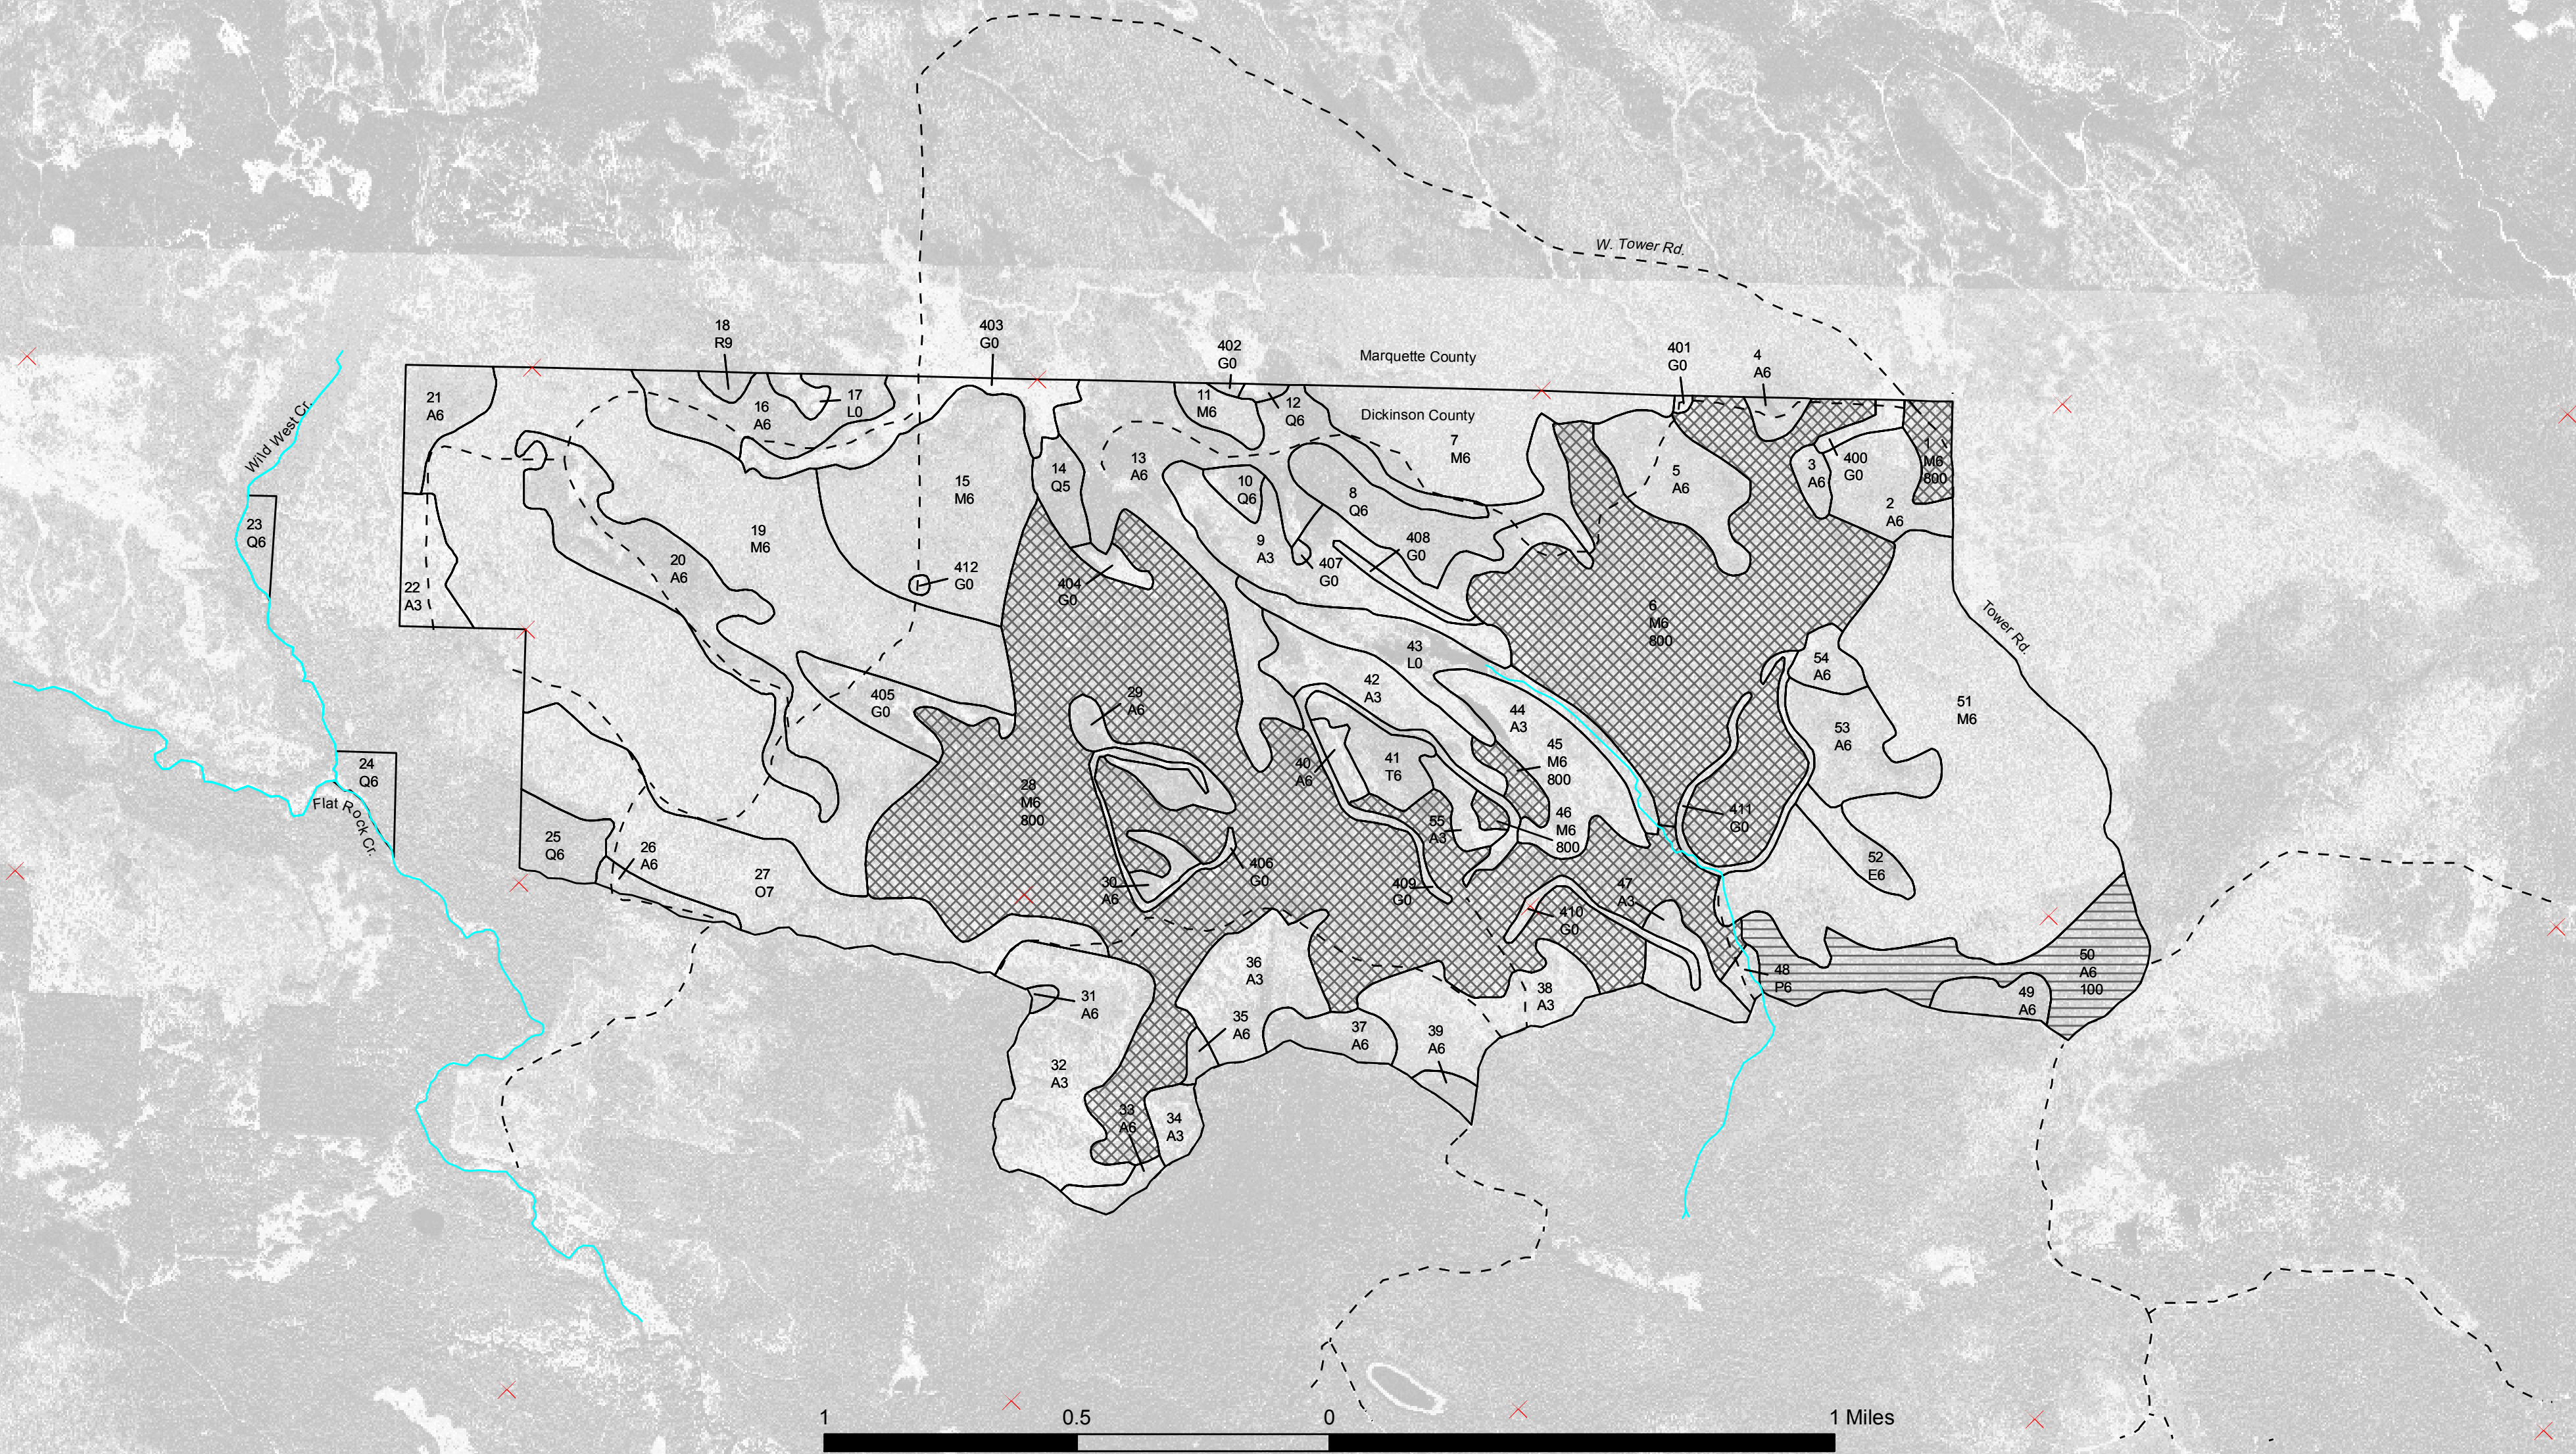 W. Tower Rd.
18
R9
403
G0
402
G0
Marquette County
401
G0
4
A6
21
A6
16
A6
17
L0
11
M6
12
Q6
Dickinson County
7
M6
Wild West Cr.
1
M6
800
400
G0
3
A6
2
A6
5
A6
13
A6
14
Q5
15
M6
10
Q6
8
Q6
23
Q6
19
M6
9
A3
408
G0
407
G0
20
A6
412
G0
404
G0
22
A3
6
M6
800
Tower Rd.
43
L0
54
A6
42
A3
405
G0
29
A6
44
A3
51
M6
53
A6
45
M6
800
24
Q6
40
A6
41
T6
28
M6
800
Flat Rock Cr.
411
G0
46
M6
800
55
A3
25
Q6
26
A6
52
E6
27
O7
406
G0
30
A6
409
G0
47
A3
410
G0
36
A3
50
A6
100
48
P6
38
A3
49
A6
31
A6
35
A6
37
A6
39
A6
32
A3
33
A6
34
A3
1
0.5
0
1 Miles